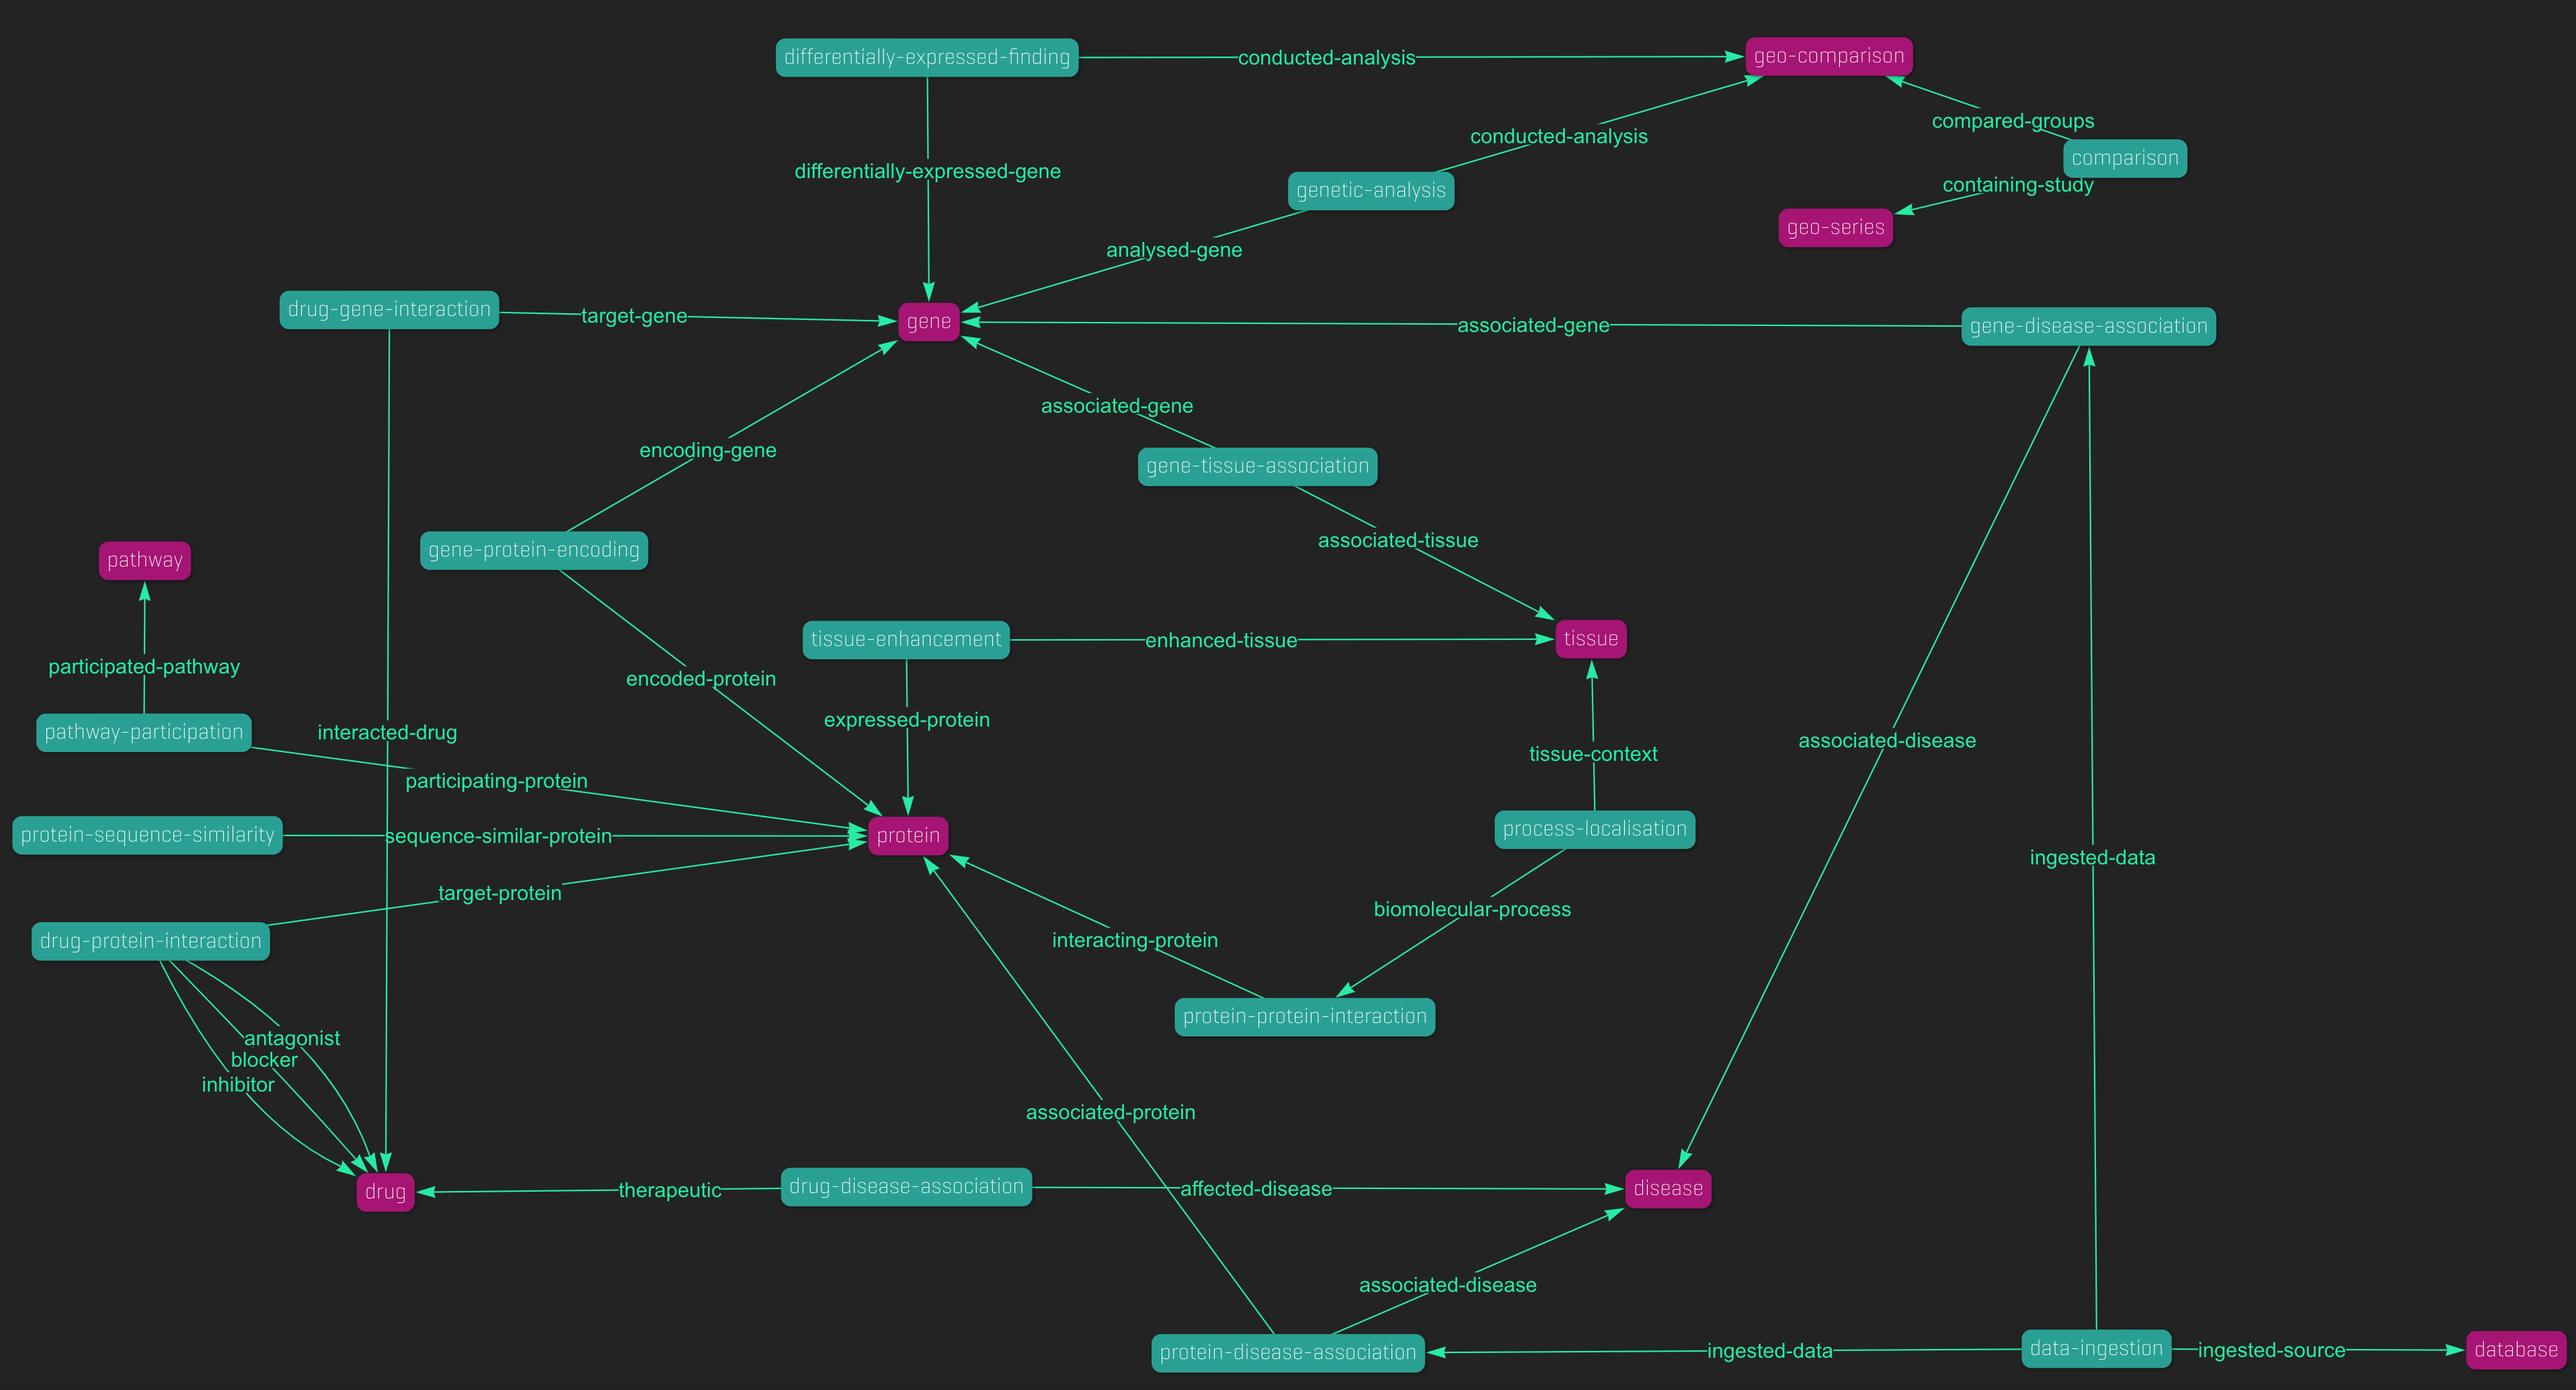 differentially-expressed-finding
conducted-analysis
geo-comparison
compared-groups
conducted-analysis
comparison
differentially-expressed-gene
containing-study
genetic-analysis
geo-series
analysed-gene
drug-gene-interaction
target-gene
gene
associated-gene
gene-disease-association
associated-gene
encoding-gene
gene-tissue-association
associated-tissue
gene-protein-encoding
pathway
tissue-enhancement
enhanced-tissue
tissue
participated-pathway
encoded-protein
expressed-protein
pathway-participation
interacted-drug
associated-disease
tissue-context
participating-protein
process-localisation
protein-sequence-similarity
sequence-similar-protein
protein
ingested-data
target-protein
biomolecular-process
drug-protein-interaction
interacting-protein
protein-protein-interaction
antagonist
blocker
inhibitor
associated-protein
drug
therapeutic
drug-disease-association
affected-disease
disease
associated-disease
protein-disease-association
ingested-data
data-ingestion
ingested-source
database